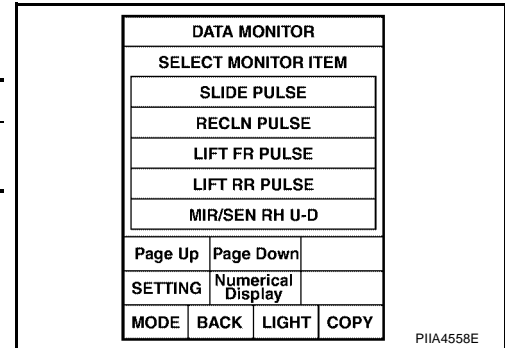 DATA MONITOR
SELECT MONITOR ITEM
SLIDE PULSE
RECLN PULSE
LIFT FR PULSE
LIFT RR PULSE
MIR/SEN RH U-D
Page Up Page Down
SETTING Numerical Display
MODE BACK LIGHT COPY
PIIA4558E